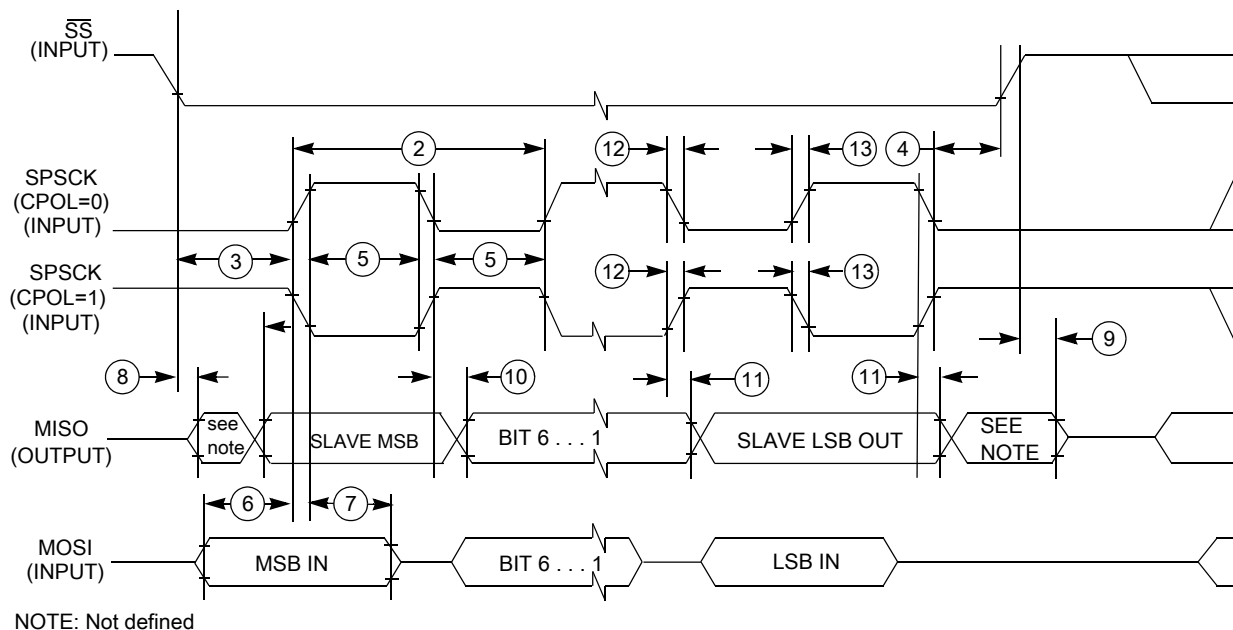 SS
(INPUT)
2
12
13
4
SPSCK
(CPOL=0)
(INPUT)
3
5
5
SPSCK
(CPOL=1)
(INPUT)
12
13
8
10
11
11
9
MISO
(OUTPUT)
see
note
SLAVE MSB
BIT 6 . . . 1
SLAVE LSB OUT
SEE
NOTE
6
7
MOSI
(INPUT)
MSB IN
BIT 6 . . . 1
LSB IN
NOTE: Not defined